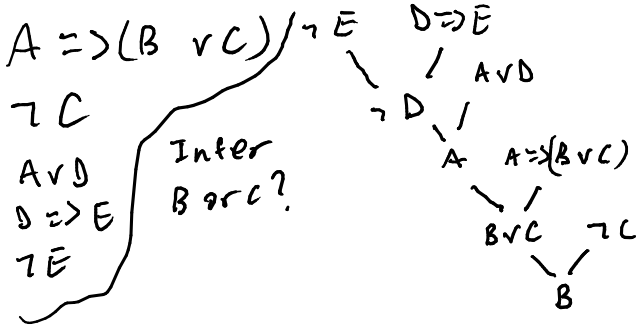 A => (B ∨ C)
¬ C
A ∨ D
D => E
¬ E
Infer
B or C?
¬ E D => E
¬ D A ∨ D
A A => (B ∨ C)
B ∨ C ¬ C
B